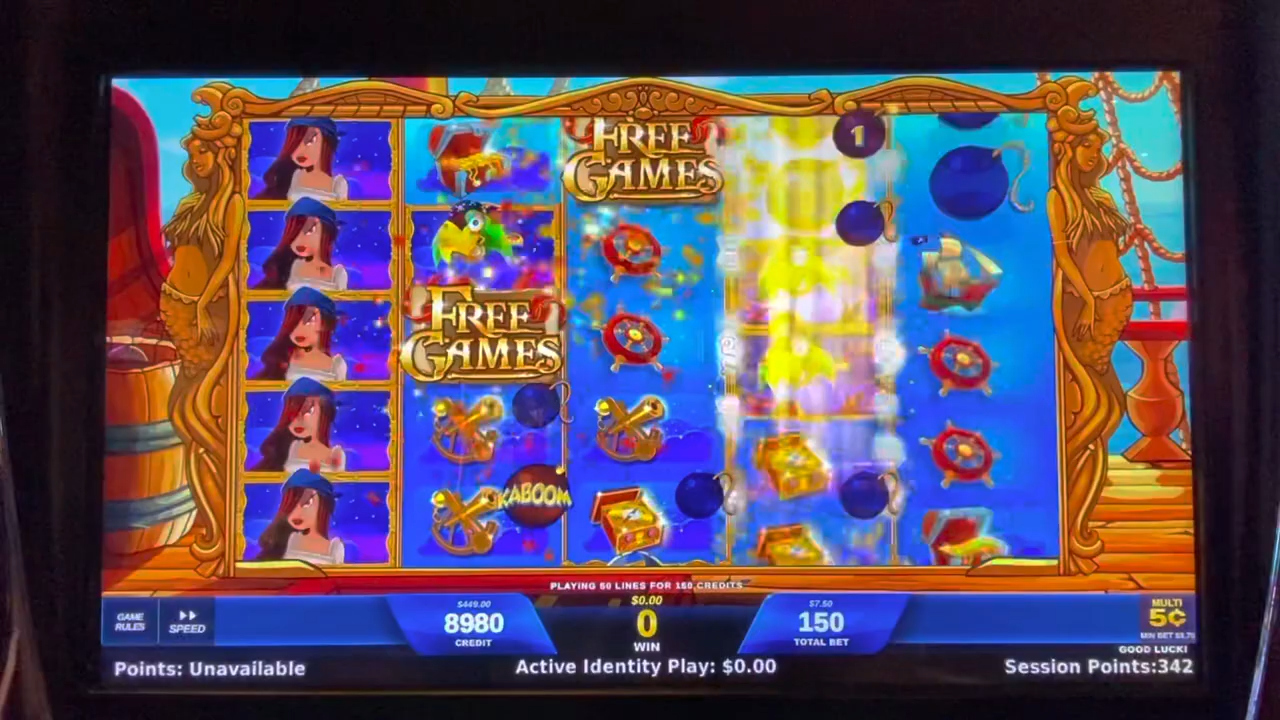 FREE
GAMES
1
FREE
GAMES
KABOOM
PLAYING 50 LINES FOR 150 CREDITS
GAME
RULES
SPEED
$449.00
8980
CREDIT
$0.00
0
WIN
$7.50
150
TOTAL BET
MULTI
5¢
GOOD LUCK!
Points: Unavailable
Active Identity Play: $0.00
Session Points:342